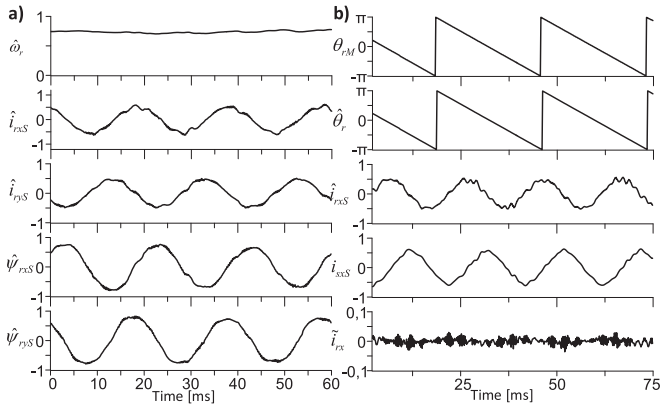 a)
1
0
ω̂r
1
0
-1
îrxS
1
0
-1
îryS
1
0
-1
ψ̂rxS
1
0
-1
ψ̂ryS
0 10 20 30 40 50 60
Time [ms]
b)
π
-π
θrM
π
-π
θ̂r
1
0
-1
îrxS
1
0
-1
isxS
0,1
0
-0,1
ĩrx
25 50 75
Time [ms]